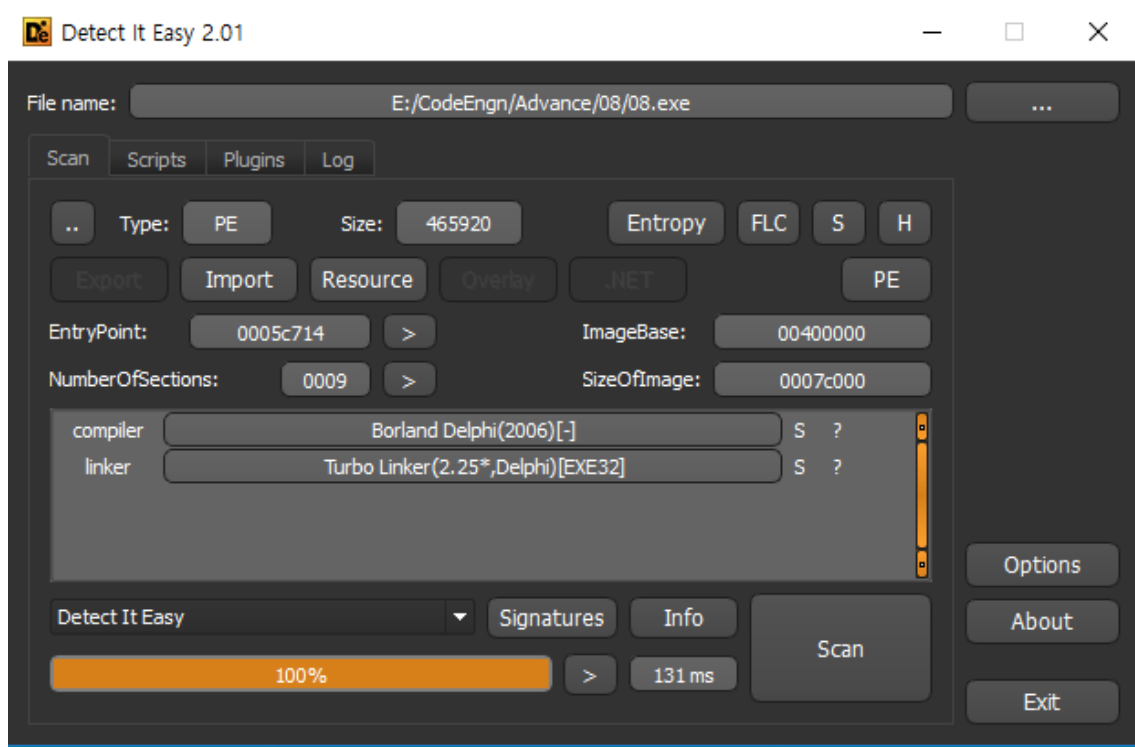 Detect It Easy 2.01
File name: E:/CodeEngn/Advance/08/08.exe ...
Scan Scripts Plugins Log
.. Type: PE Size: 465920 Entropy FLC S H
Export Import Resource Overlay .NET PE
EntryPoint: 0005c714 > ImageBase: 00400000
NumberOfSections: 0009 > SizeOfImage: 0007c000
compiler Borland Delphi(2006)[-] S ?
linker Turbo Linker(2.25*,Delphi)[EXE32] S ?
Options
Detect It Easy Signatures Info Scan About
100% > 131 ms
Exit